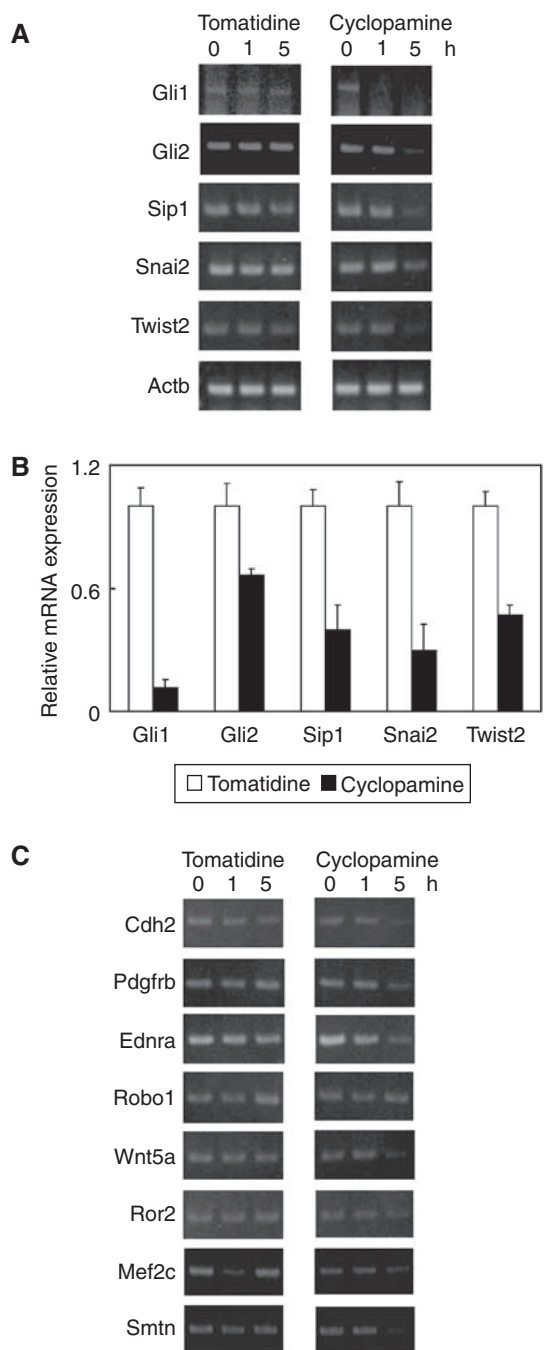 A
Tomatidine Cyclopamine
0 1 5 0 1 5 h
Gli1
Gli2
Sip1
Snai2
Twist2
Actb
B
Relative mRNA expression
1.2
0.6
0
Gli1 Gli2 Sip1 Snai2 Twist2
Tomatidine Cyclopamine
C
Tomatidine Cyclopamine
0 1 5 0 1 5 h
Cdh2
Pdgfrb
Ednra
Robo1
Wnt5a
Ror2
Mef2c
Smtn